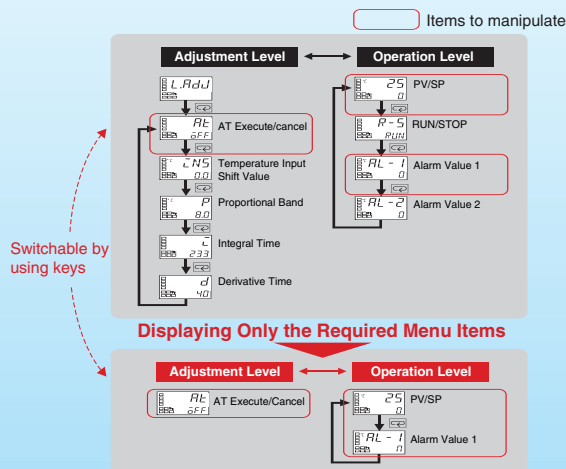 Items to manipulate
Adjustment Level
Operation Level
L.AdJ
25
0
PV/SP
At
oFF
AT Execute/cancel
R-S
RUN
RUN/STOP
INS
0.0
Temperature Input
Shift Value
AL-1
0
Alarm Value 1
P
8.0
Proportional Band
AL-2
0
Alarm Value 2
i
233
Integral Time
d
40
Derivative Time
Switchable by
using keys
Displaying Only the Required Menu Items
Adjustment Level
Operation Level
At
oFF
AT Execute/Cancel
25
0
PV/SP
AL-1
Alarm Value 1